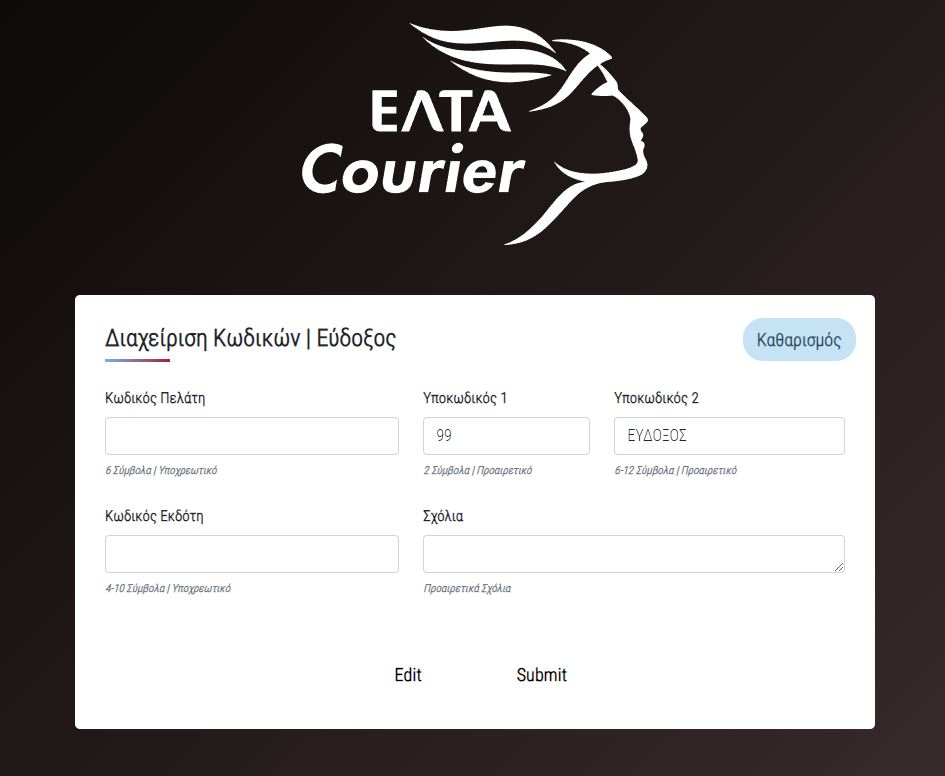 ΕΛΤΑ
Courier
Διαχείριση Κωδικών | Εύδοξος
Καθαρισμός
Κωδικός Πελάτη
Υποκωδικός 1
Υποκωδικός 2
99
ΕΥΔΟΞΟΣ
6 Σύμβολα | Υποχρεωτικό
2 Σύμβολα | Προαιρετικό
6-12 Σύμβολα | Προαιρετικό
Κωδικός Εκδότη
Σχόλια
4-10 Σύμβολα | Υποχρεωτικό
Προαιρετικά Σχόλια
Edit
Submit